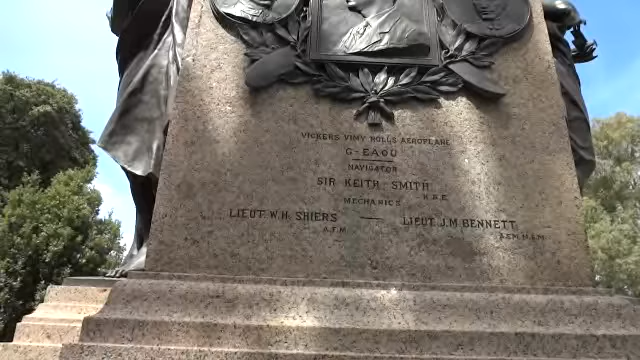 VICKERS VIMY ROLLS AEROPLANE
G-EAOU
NAVIGATOR
SIR KEITH SMITH
K.B.E.
MECHANICS
LIEUT. W.H. SHIERS — LIEUT. J.M. BENNETT.
A.F.M. A.F.M. M.S.M.